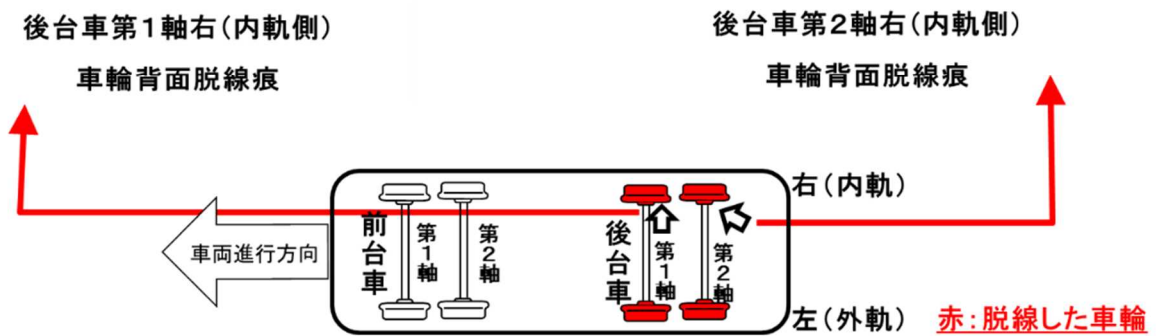 後台車第1軸右(内軌側)
車輪背面脱線痕
後台車第2軸右(内軌側)
車輪背面脱線痕
車両進行方向
前台車
第1軸
第2軸
後台車
第1軸
第2軸
右(内軌)
左(外軌)
赤:脱線した車輪